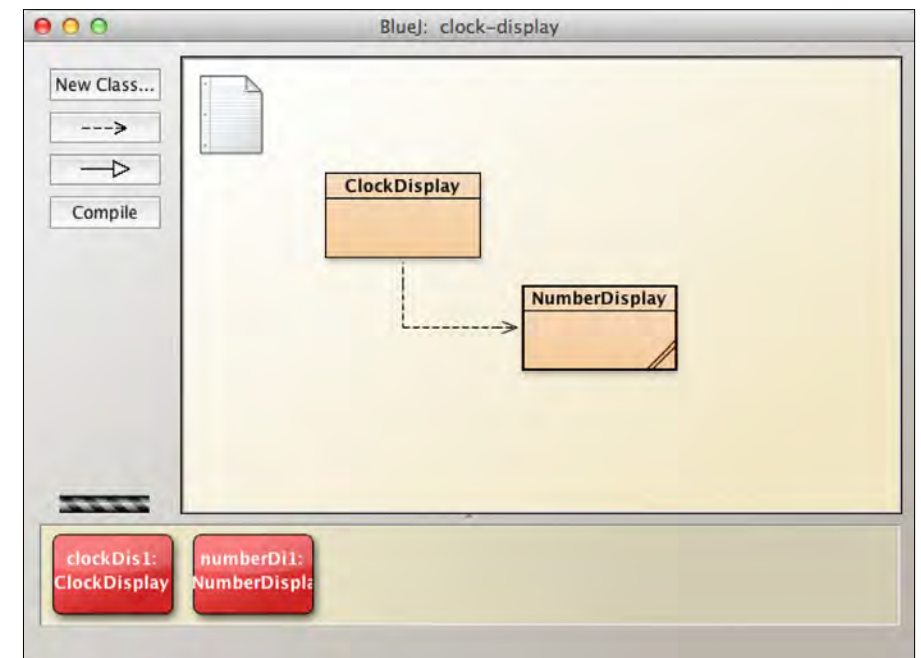 BlueJ: clock-display
New Class...
Compile
ClockDisplay
NumberDisplay
clockDis1:
ClockDisplay
numberDi1:
NumberDispla